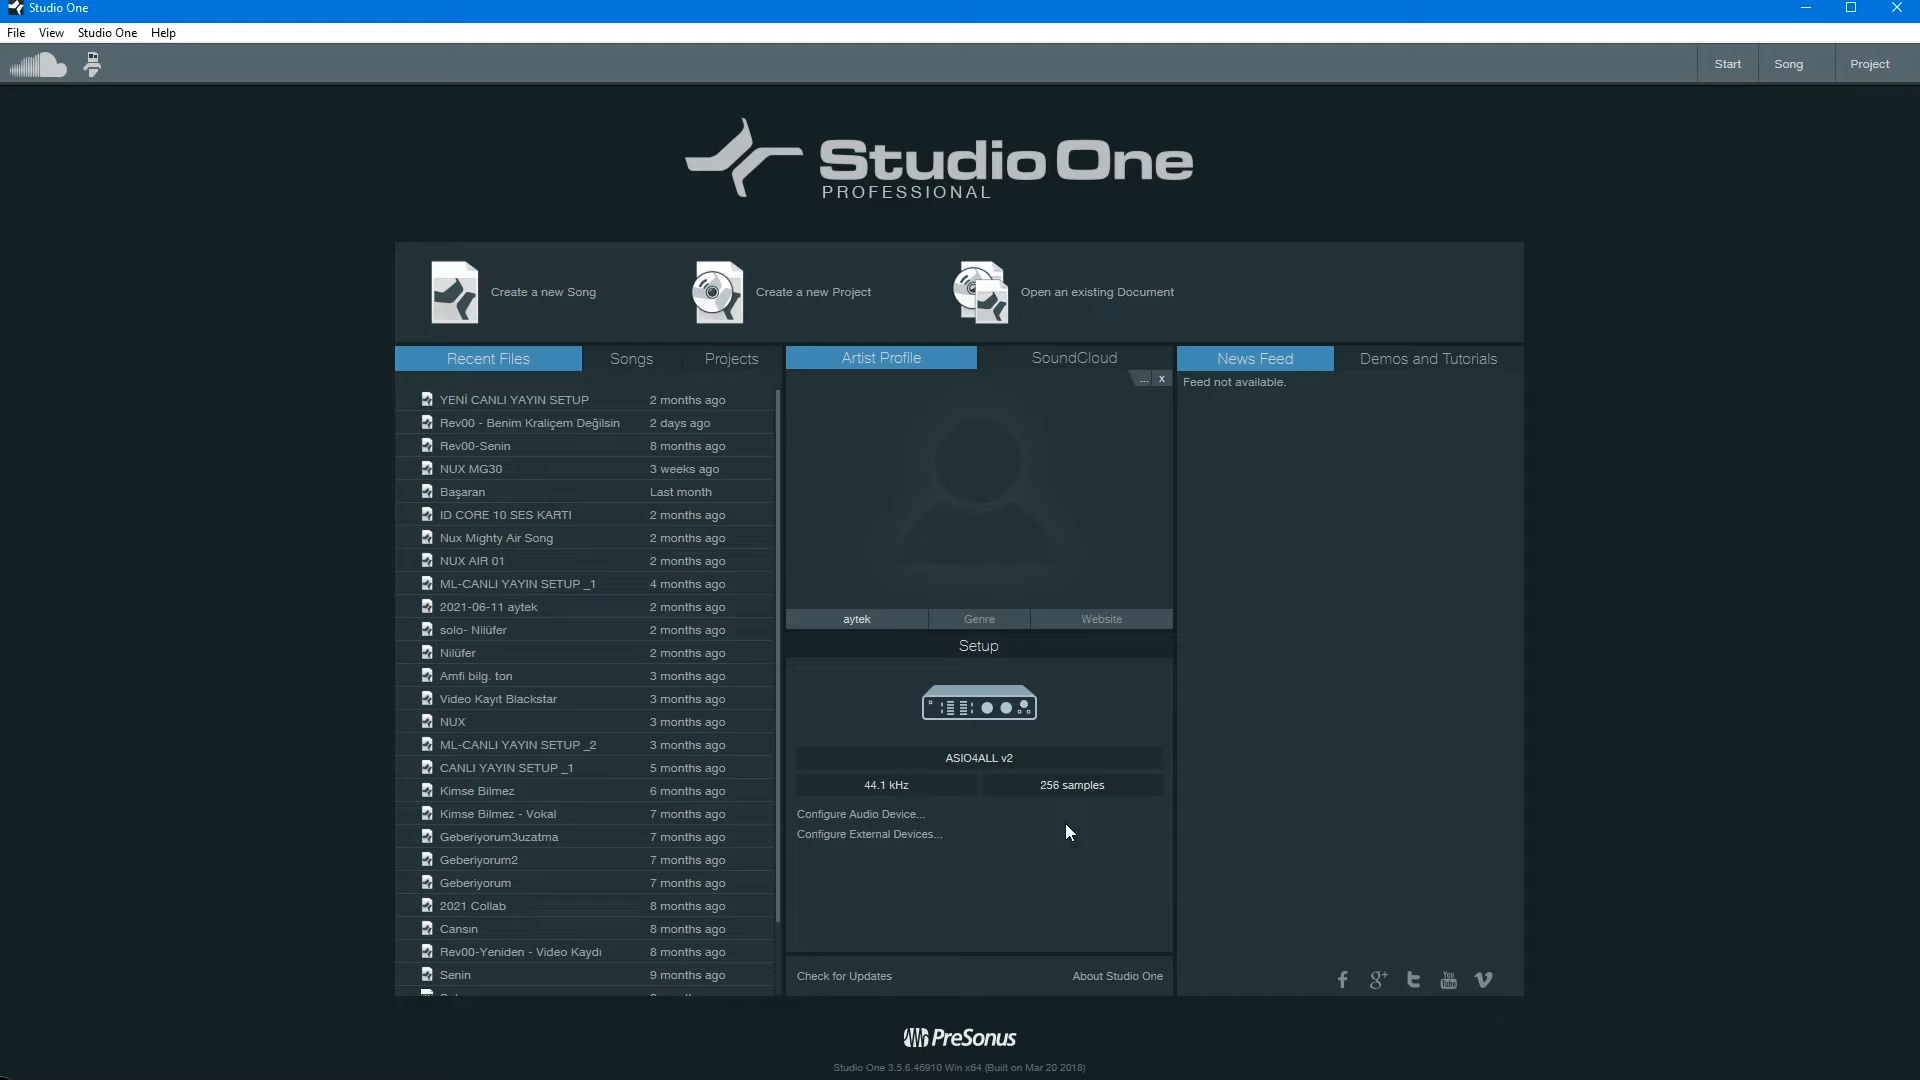 Studio One
File View Studio One Help
Start Song Project
Studio One
PROFESSIONAL
Create a new Song
Create a new Project
Open an existing Document
Recent Files Songs Projects
YENİ CANLI YAYIN SETUP 2 months ago
Rev00 - Benim Kraliçem Değilsin 2 days ago
Rev00-Senin 8 months ago
NUX MG30 3 weeks ago
Başaran Last month
ID CORE 10 SES KARTI 2 months ago
Nux Mighty Air Song 2 months ago
NUX AIR 01 2 months ago
ML-CANLI YAYIN SETUP _1 4 months ago
2021-06-11 aytek 2 months ago
solo- Nilüfer 2 months ago
Nilüfer 2 months ago
Amfi bilg. ton 3 months ago
Video Kayıt Blackstar 3 months ago
NUX 3 months ago
ML-CANLI YAYIN SETUP _2 3 months ago
CANLI YAYIN SETUP _1 5 months ago
Kimse Bilmez 6 months ago
Kimse Bilmez - Vokal 7 months ago
Geberiyorum3uzatma 7 months ago
Geberiyorum2 7 months ago
Geberiyorum 7 months ago
2021 Collab 8 months ago
Cansın 8 months ago
Rev00-Yeniden - Video Kaydı 8 months ago
Senin 9 months ago
Artist Profile SoundCloud
... x
aytek Genre Website
Setup
ASIO4ALL v2
44.1 kHz 256 samples
Configure Audio Device...
Configure External Devices...
Check for Updates About Studio One
News Feed Demos and Tutorials
Feed not available.
f g+ t You Tube v
PreSonus
Studio One 3.5.6.46910 Win x64 (Built on Mar 20 2018)